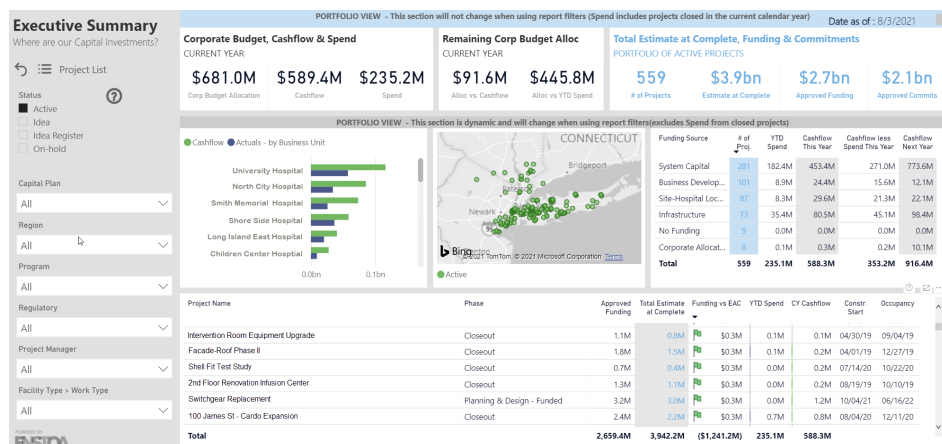 Executive Summary
Where are our Capital Investments?
Project List
Status
Active
Idea
Idea Register
On-hold
Capital Plan
All
Region
All
Program
All
Regulatory
All
Project Manager
All
Facility Type > Work Type
All
POWERED BY
ENSTOA
PORTFOLIO VIEW - This section will not change when using report filters (Spend includes projects closed in the current calendar year)
Date as of : 8/3/2021
Corporate Budget, Cashflow & Spend
CURRENT YEAR
$681.0M $589.4M $235.2M
Corp Budget Allocation Cashflow Spend
Remaining Corp Budget Alloc
CURRENT YEAR
$91.6M $445.8M
Alloc vs. Cashflow Alloc vs YTD Spend
Total Estimate at Complete, Funding & Commitments
PORTFOLIO OF ACTIVE PROJECTS
559 $3.9bn $2.7bn $2.1bn
# of Projects Estimate at Complete Approved Funding Approved Commits
PORTFOLIO VIEW - This section is dynamic and will change when using report filters(excludes Spend from closed projects)
Cashflow Actuals - by Business Unit
University Hospital
North City Hospital
Smith Memorial Hospital
Shore Side Hospital
Long Island East Hospital
Children Center Hosptial
0.0bn 0.1bn
CONNECTICUT
Bridgeport
Newark
Bing
©2021 TomTom, © 2021 Microsoft Corporation Terms
Active
Funding Source # of Proj. YTD Spend Cashflow This Year Cashflow less Spend This Year Cashflow Next Year
System Capital 281 182.4M 453.4M 271.0M 773.6M
Business Develop... 101 8.9M 24.4M 15.6M 12.1M
Site-Hospital Loc... 87 8.3M 29.6M 21.3M 22.1M
Infrastructure 73 35.4M 80.5M 45.1M 98.4M
No Funding 9 0.0M 0.0M 0.0M 0.0M
Corporate Allocat... 8 0.1M 0.3M 0.2M 10.1M
Total 559 235.1M 588.3M 353.2M 916.4M
Project Name Phase Approved Funding Total Estimate at Complete Funding vs EAC YTD Spend CY Cashflow Constr. Start Occupancy
Intervention Room Equipment Upgrade Closeout 1.1M 0.8M $0.3M 0.1M 0.1M 04/30/19 09/04/19
Facade-Roof Phase II Closeout 1.8M 1.5M $0.3M 0.1M 0.2M 04/01/19 12/27/19
Shell Fit Test Study Closeout 0.7M 0.4M $0.3M 0.0M 0.2M 07/14/20 10/22/20
2nd Floor Renovation Infusion Center Closeout 1.3M 1.1M $0.3M 0.0M 0.2M 08/19/19 10/10/19
Switchgear Replacement Planning & Design - Funded 3.2M 3.0M $0.3M 0.0M 1.2M 10/04/21 06/16/22
100 James St - Cardo Expansion Closeout 2.4M 2.2M $0.3M 0.7M 0.8M 08/04/20 12/11/20
Total 2,659.4M 3,942.2M ($1,241.2M) 235.1M 588.3M